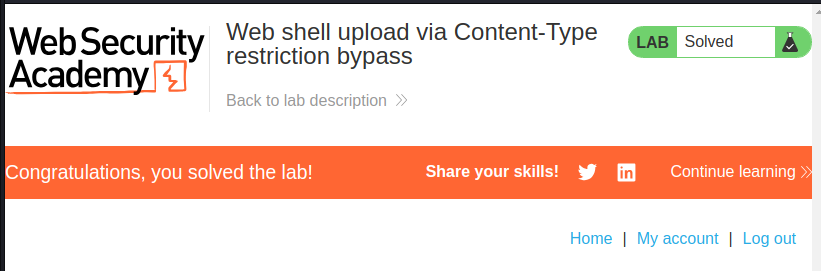 Web Security
Academy
Web shell upload via Content-Type
restriction bypass
LAB Solved
Back to lab description
Congratulations, you solved the lab!
Share your skills!
Continue learning
Home | My account | Log out